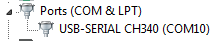 Ports (COM & LPT)
USB-SERIAL CH340 (COM10)